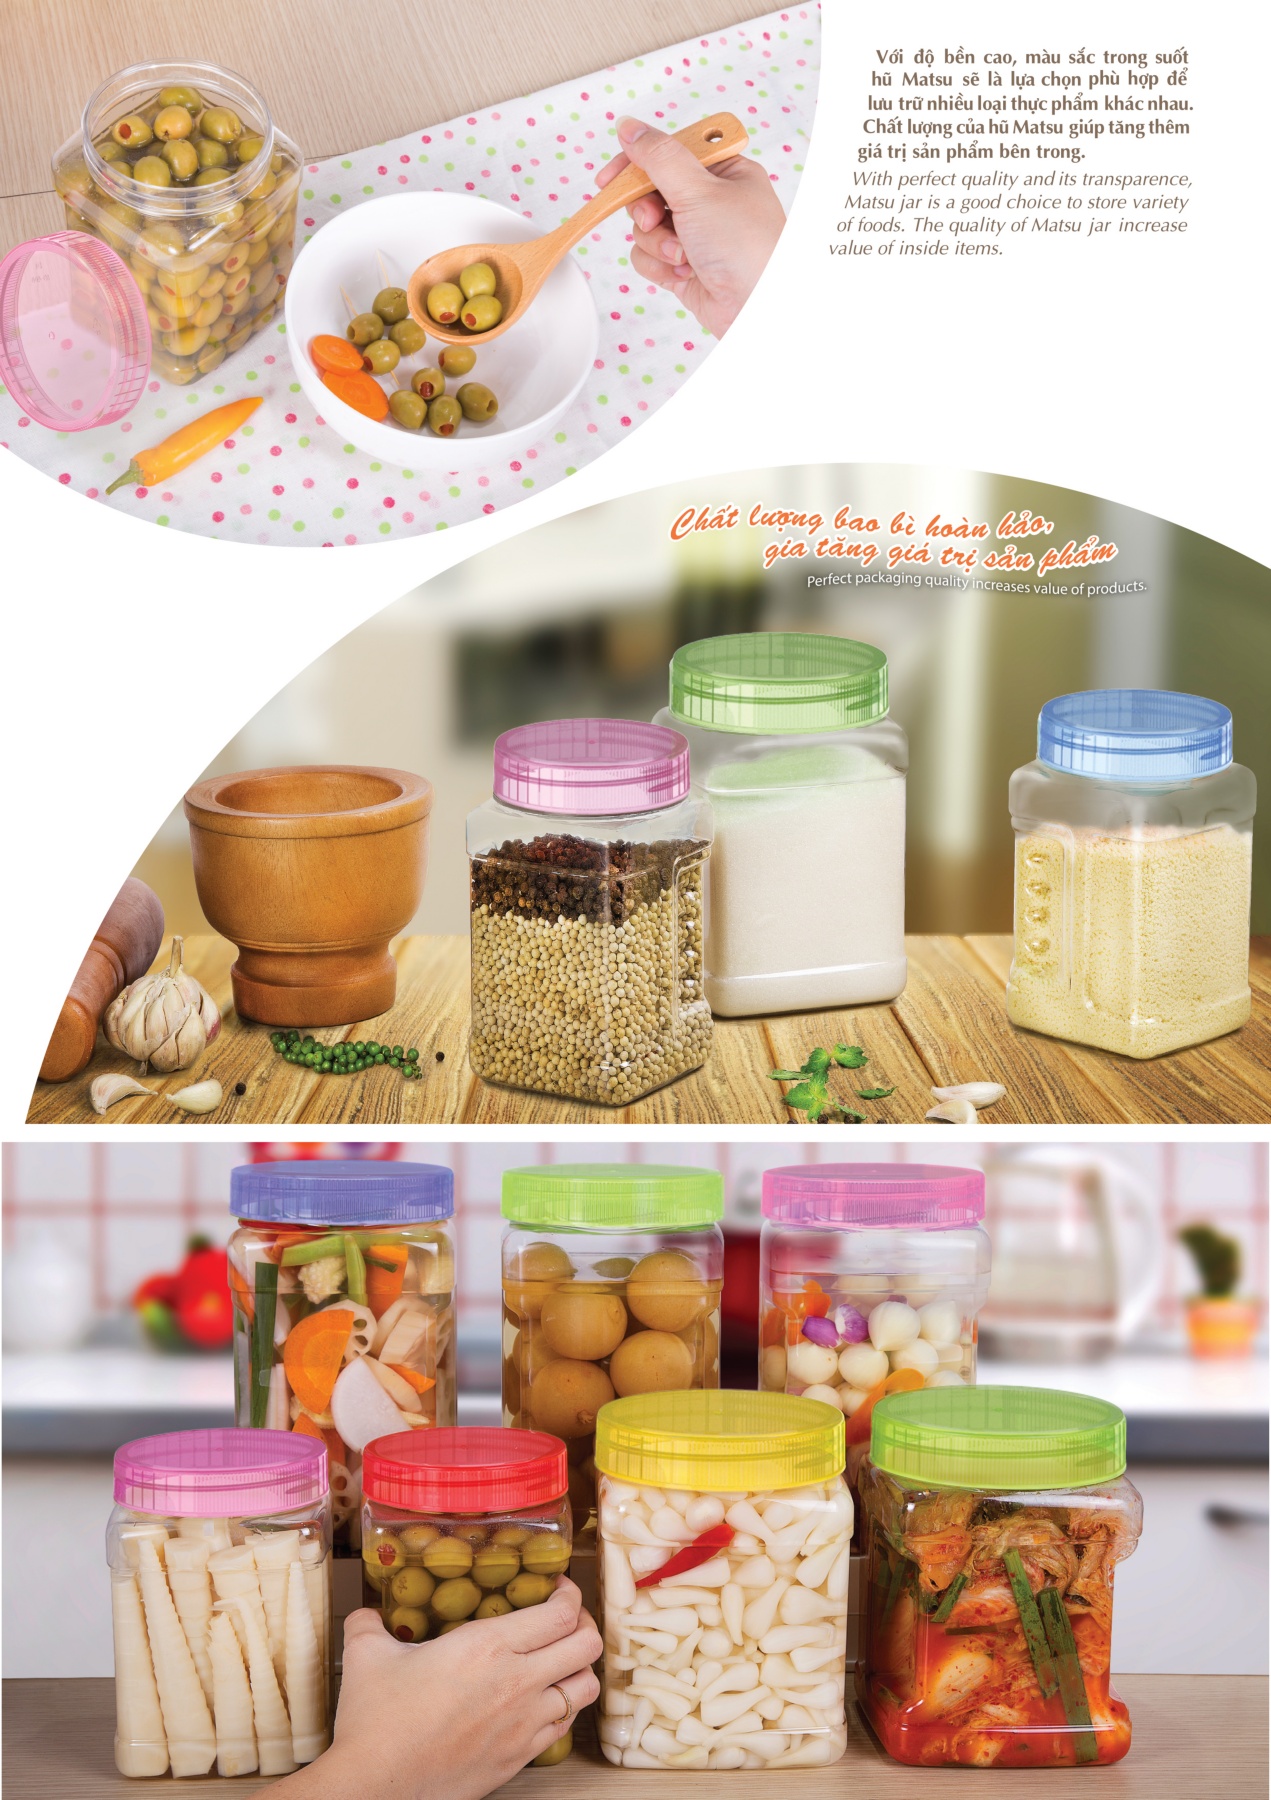 Với độ bền cao, màu sắc trong suốt
hũ Matsu sẽ là lựa chọn phù hợp để
lưu trữ nhiều loại thực phẩm khác nhau.
Chất lượng của hũ Matsu giúp tăng thêm
giá trị sản phẩm bên trong.
With perfect quality and its transparence,
Matsu jar is a good choice to store variety
of foods. The quality of Matsu jar increase
value of inside items.
Chất lượng bao bì hoàn hảo,
gia tăng giá trị sản phẩm
Perfect packaging quality increases value of products.